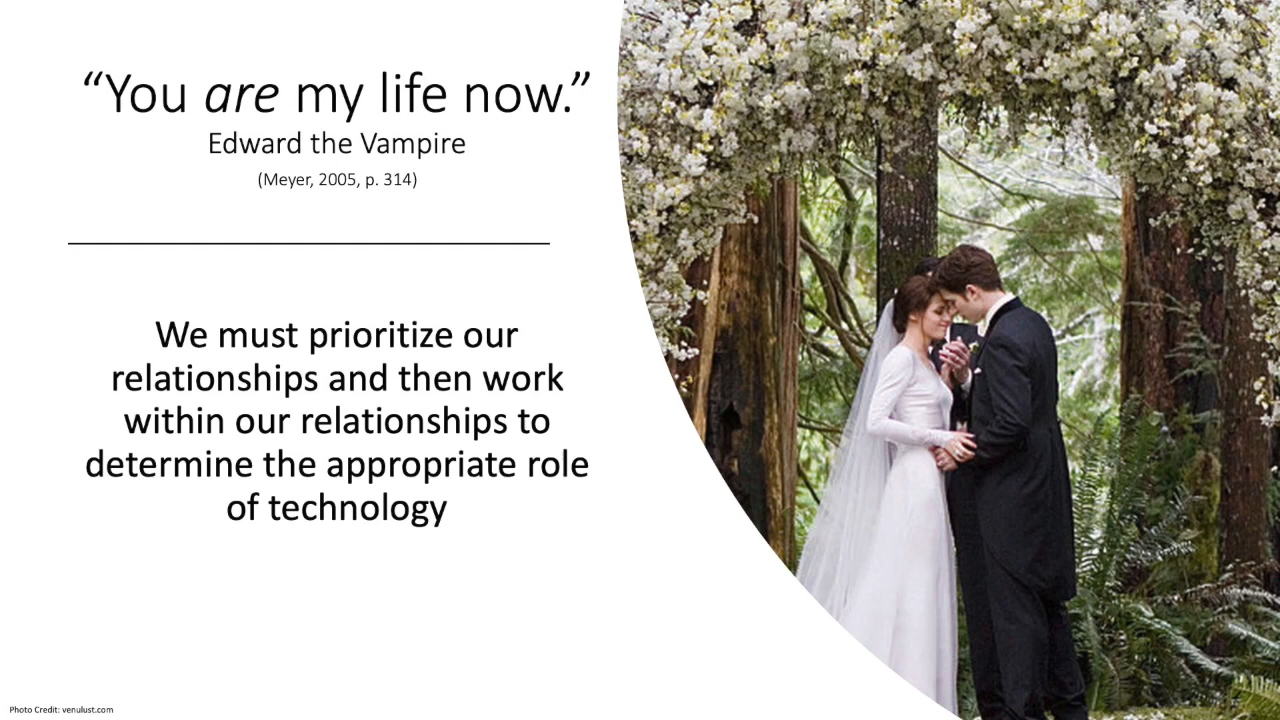 “You are my life now.”
Edward the Vampire
(Meyer, 2005, p. 314)
We must prioritize our
relationships and then work
within our relationships to
determine the appropriate role
of technology
Photo Credit: venulust.com